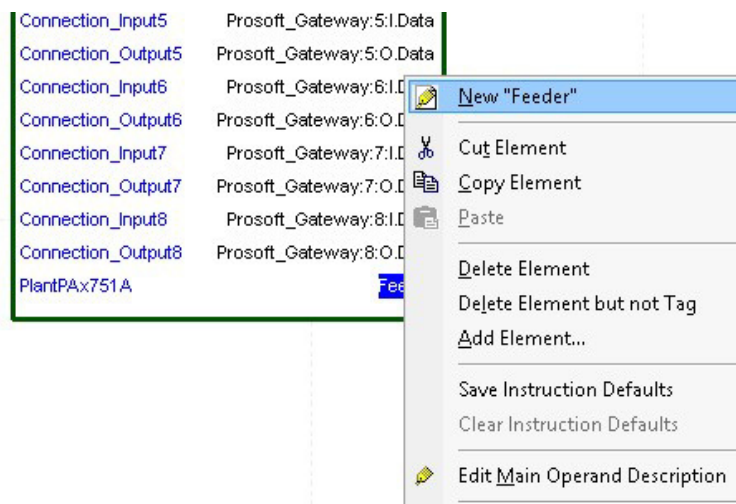 Connection_Input5 Prosoft_Gateway:5:I.Data
Connection_Output5 Prosoft_Gateway:5:O.Data
Connection_Input6 Prosoft_Gateway:6:I.D
Connection_Output6 Prosoft_Gateway:6:O.D
Connection_Input7 Prosoft_Gateway:7:I.D
Connection_Output7 Prosoft_Gateway:7:O.D
Connection_Input8 Prosoft_Gateway:8:I.D
Connection_Output8 Prosoft_Gateway:8:O.D
PlantPAx751A Fee
New "Feeder"
Cut Element
Copy Element
Paste
Delete Element
Delete Element but not Tag
Add Element...
Save Instruction Defaults
Clear Instruction Defaults
Edit Main Operand Description